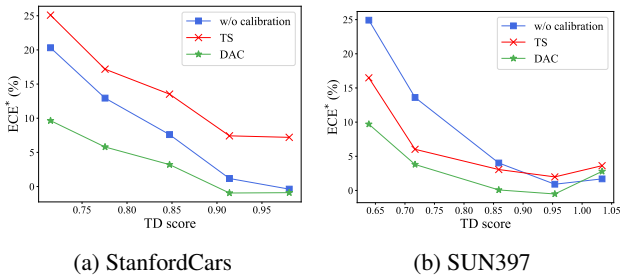 25
20
15
10
5
0
ECE* (%)
w/o calibration
TS
DAC
0.75 0.80 0.85 0.90 0.95
TD score
(a) StanfordCars
25
20
15
10
5
0
ECE* (%)
w/o calibration
TS
DAC
0.65 0.70 0.75 0.80 0.85 0.90 0.95 1.00 1.05
TD score
(b) SUN397